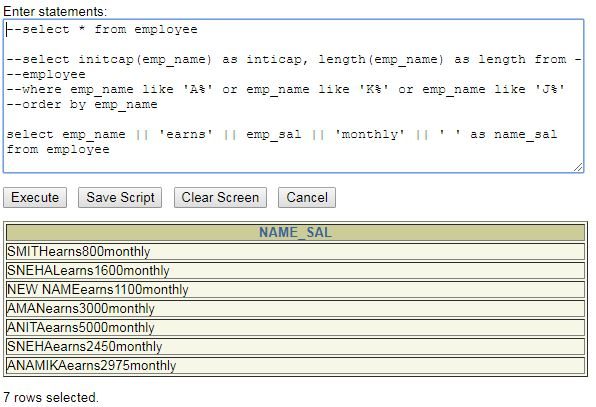 Enter statements:
--select * from employee
--select initcap(emp_name) as inticap, length(emp_name) as length from -
--employee
--where emp_name like 'A%' or emp_name like 'K%' or emp_name like 'J%'
--order by emp_name
select emp_name || 'earns' || emp_sal || 'monthly' || ' ' as name_sal
from employee
Execute Save Script Clear Screen Cancel
NAME_SAL
SMITHearns800monthly
SNEHALearns1600monthly
NEW NAMEearns1100monthly
AMANearns3000monthly
ANITAearns5000monthly
SNEHAearns2450monthly
ANAMIKAearns2975monthly
7 rows selected.